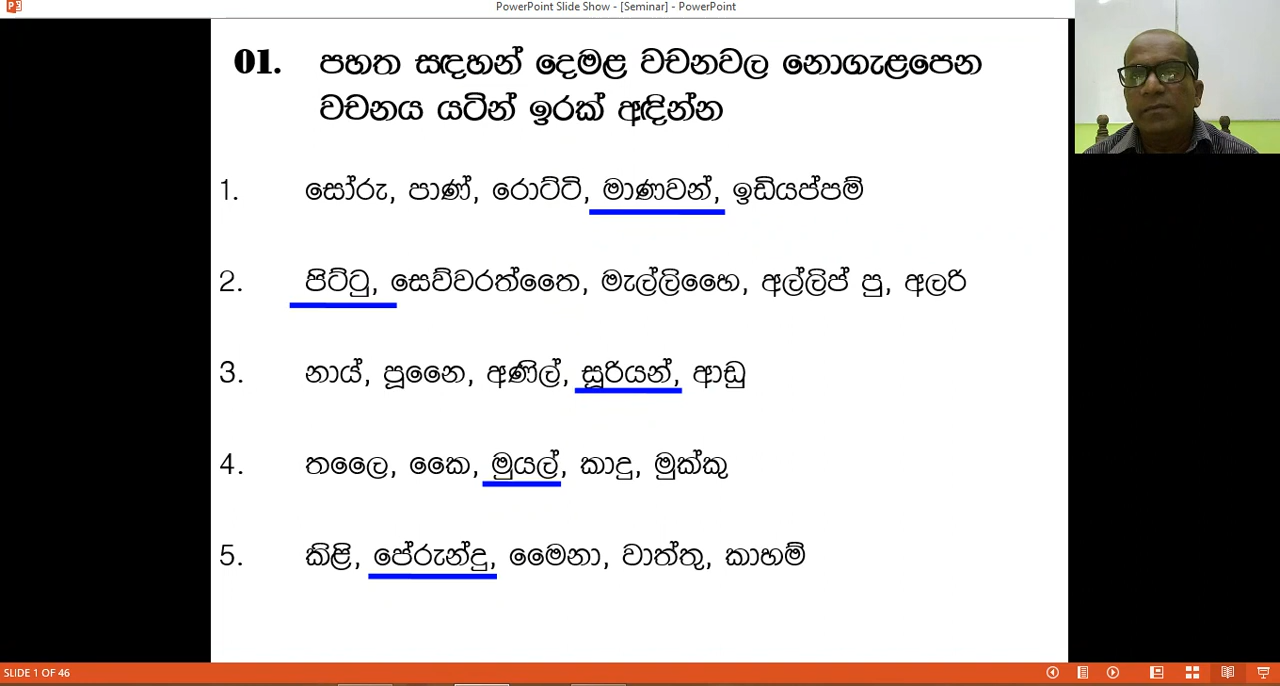 PowerPoint Slide Show - [Seminar] - PowerPoint
01. පහත සඳහන් දෙමළ වචනවල නොගැළපෙන
වචනය යටින් ඉරක් අඳින්න
1. සෝරු, පාණ්, රොට්ටි, මාණවන්, ඉඩියප්පම්
2. පිට්ටු, සෙව්වරත්තෛ, මැල්ලිහෛ, අල්ලිප් පු, අලරි
3. නාය්, පූනෛ, අණිල්, සූරියන්, ආඩු
4. තලෛ, කෛ, මුයල්, කාදු, මුක්කු
5. කිළි, පේරුන්දු, මෛනා, වාත්තු, කාහම්
SLIDE 1 OF 46